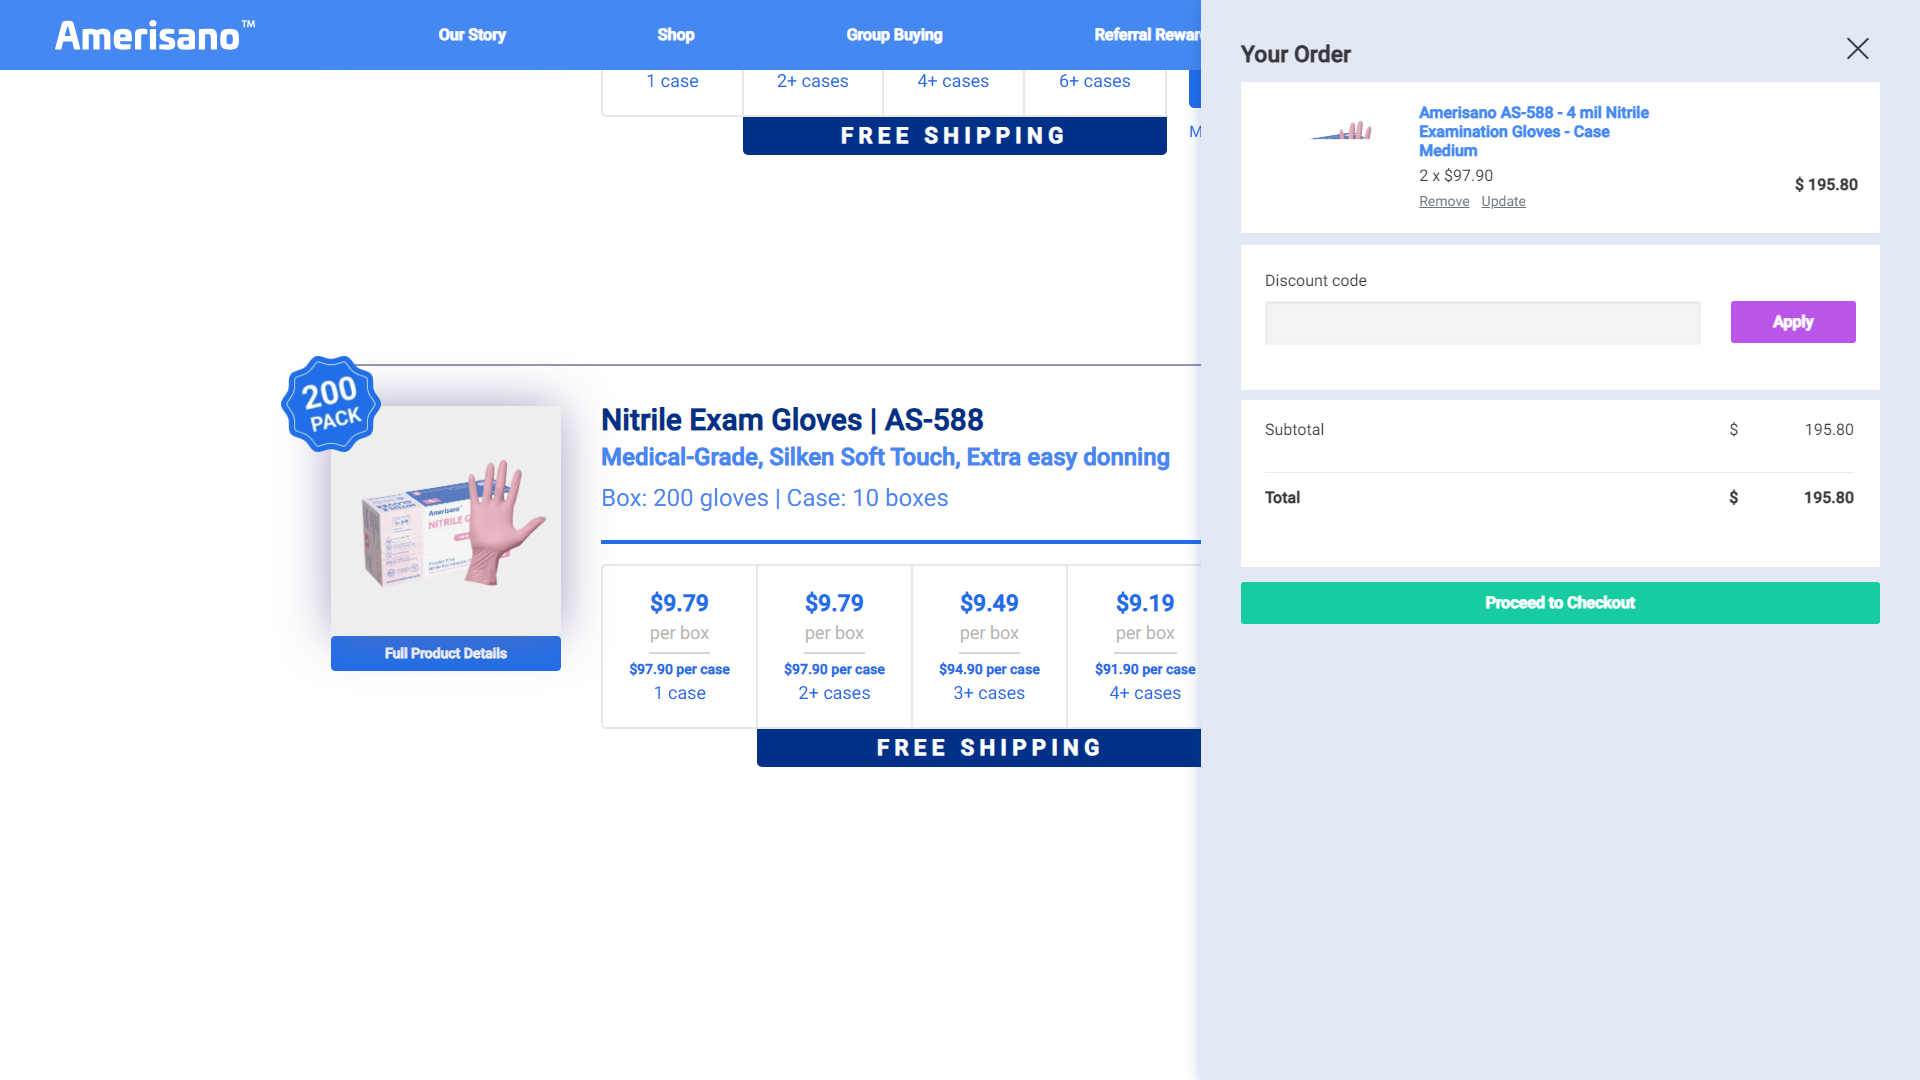 Amerisano™
Our Story
Shop
Group Buying
Referral Rewar
1 case
2+ cases
4+ cases
6+ cases
FREE SHIPPING
M
200
PACK
Amerisano
Full Product Details
Nitrile Exam Gloves | AS-588
Medical-Grade, Silken Soft Touch, Extra easy donning
Box: 200 gloves | Case: 10 boxes
$9.79
per box
$97.90 per case
1 case
$9.79
per box
$97.90 per case
2+ cases
$9.49
per box
$94.90 per case
3+ cases
$9.19
per box
$91.90 per case
4+ cases
FREE SHIPPING
Your Order
Amerisano AS-588 - 4 mil Nitrile
Examination Gloves - Case
Medium
2 x $97.90
Remove Update
$ 195.80
Discount code
Apply
Subtotal $ 195.80
Total $ 195.80
Proceed to Checkout